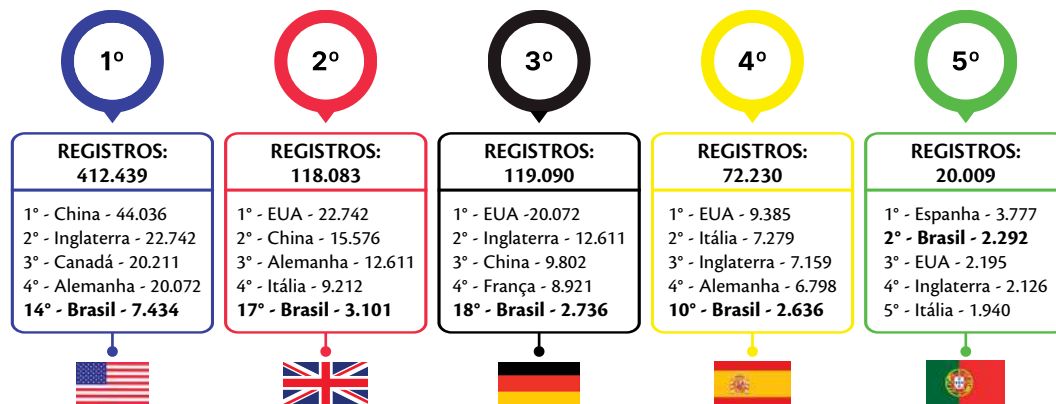 1º
REGISTROS:
412.439
1° - China - 44.036
2° - Inglaterra - 22.742
3° - Canadá - 20.211
4° - Alemanha - 20.072
14° - Brasil - 7.434
2º
REGISTROS:
118.083
1° - EUA - 22.742
2° - China - 15.576
3° - Alemanha - 12.611
4° - Itália - 9.212
17° - Brasil - 3.101
3º
REGISTROS:
119.090
1° - EUA -20.072
2° - Inglaterra - 12.611
3° - China - 9.802
4° - França - 8.921
18° - Brasil - 2.736
4º
REGISTROS:
72.230
1° - EUA - 9.385
2° - Itália - 7.279
3° - Inglaterra - 7.159
4° - Alemanha - 6.798
10° - Brasil - 2.636
5º
REGISTROS:
20.009
1° - Espanha - 3.777
2° - Brasil - 2.292
3° - EUA - 2.195
4° - Inglaterra - 2.126
5° - Itália - 1.940